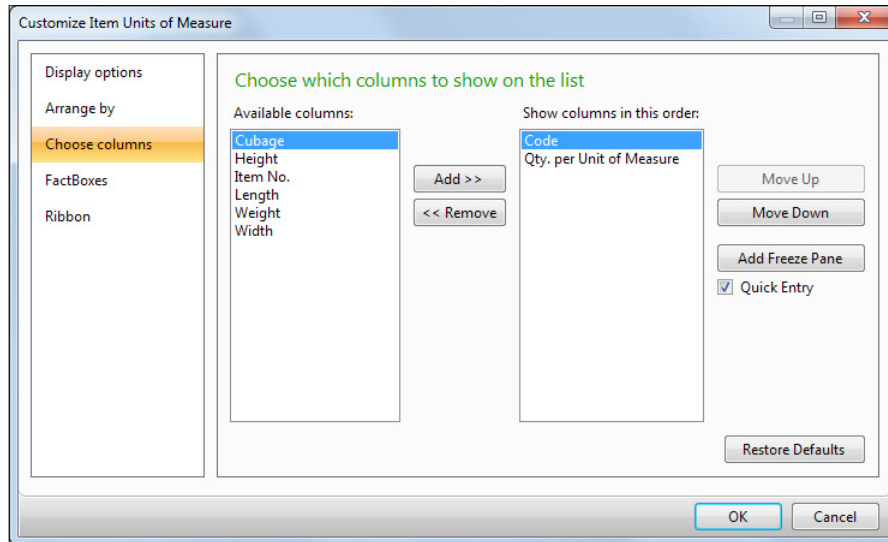 Customize Item Units of Measure
Display options
Arrange by
Choose columns
FactBoxes
Ribbon
Choose which columns to show on the list
Available columns:
Cubage
Height
Item No.
Length
Weight
Width
Add >>
<< Remove
Show columns in this order:
Code
Qty. per Unit of Measure
Move Up
Move Down
Add Freeze Pane
Quick Entry
Restore Defaults
OK
Cancel